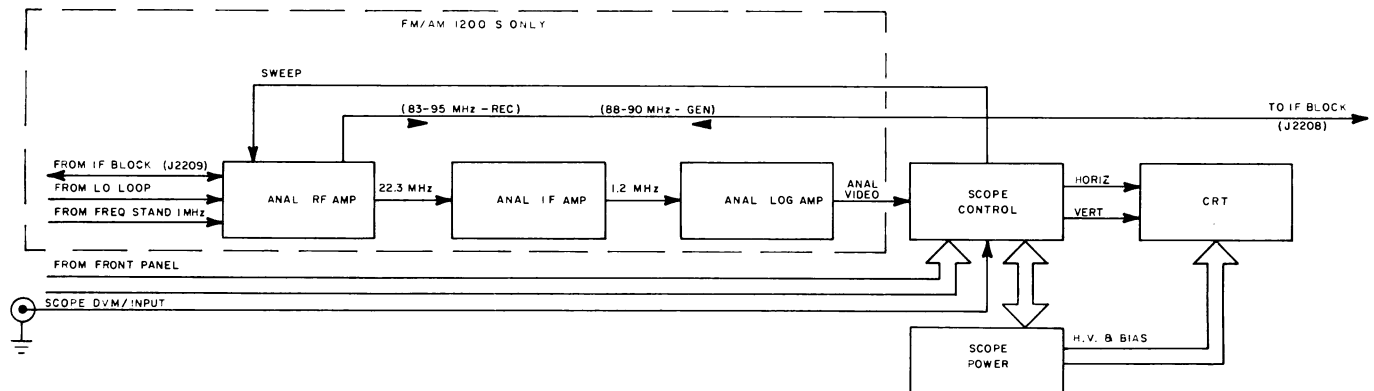 FM/AM 1200 S ONLY
SWEEP
(83-95 MHz - REC)
(88-90 MHz - GEN)
TO IF BLOCK
(J2208)
FROM IF BLOCK (J2209)
FROM LO LOOP
FROM FREQ STAND 1MHz
ANAL RF AMP
22.3 MHz
ANAL IF AMP
1.2 MHz
ANAL LOG AMP
ANAL
VIDEO
SCOPE
CONTROL
HORIZ
VERT
CRT
FROM FRONT PANEL
SCOPE DVM/INPUT
SCOPE
POWER
H.V. & BIAS